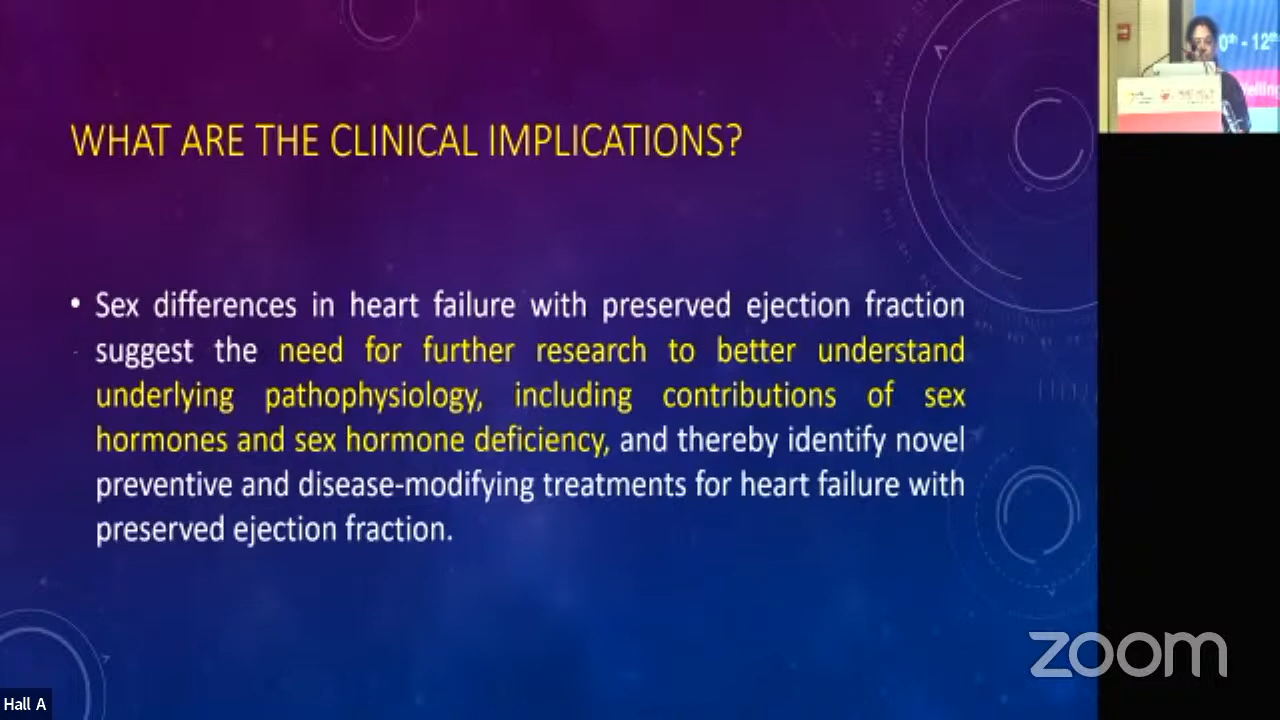 WHAT ARE THE CLINICAL IMPLICATIONS?
• Sex differences in heart failure with preserved ejection fraction
suggest the need for further research to better understand
underlying pathophysiology, including contributions of sex
hormones and sex hormone deficiency, and thereby identify novel
preventive and disease-modifying treatments for heart failure with
preserved ejection fraction.
0th - 12th
zoom
Hall A